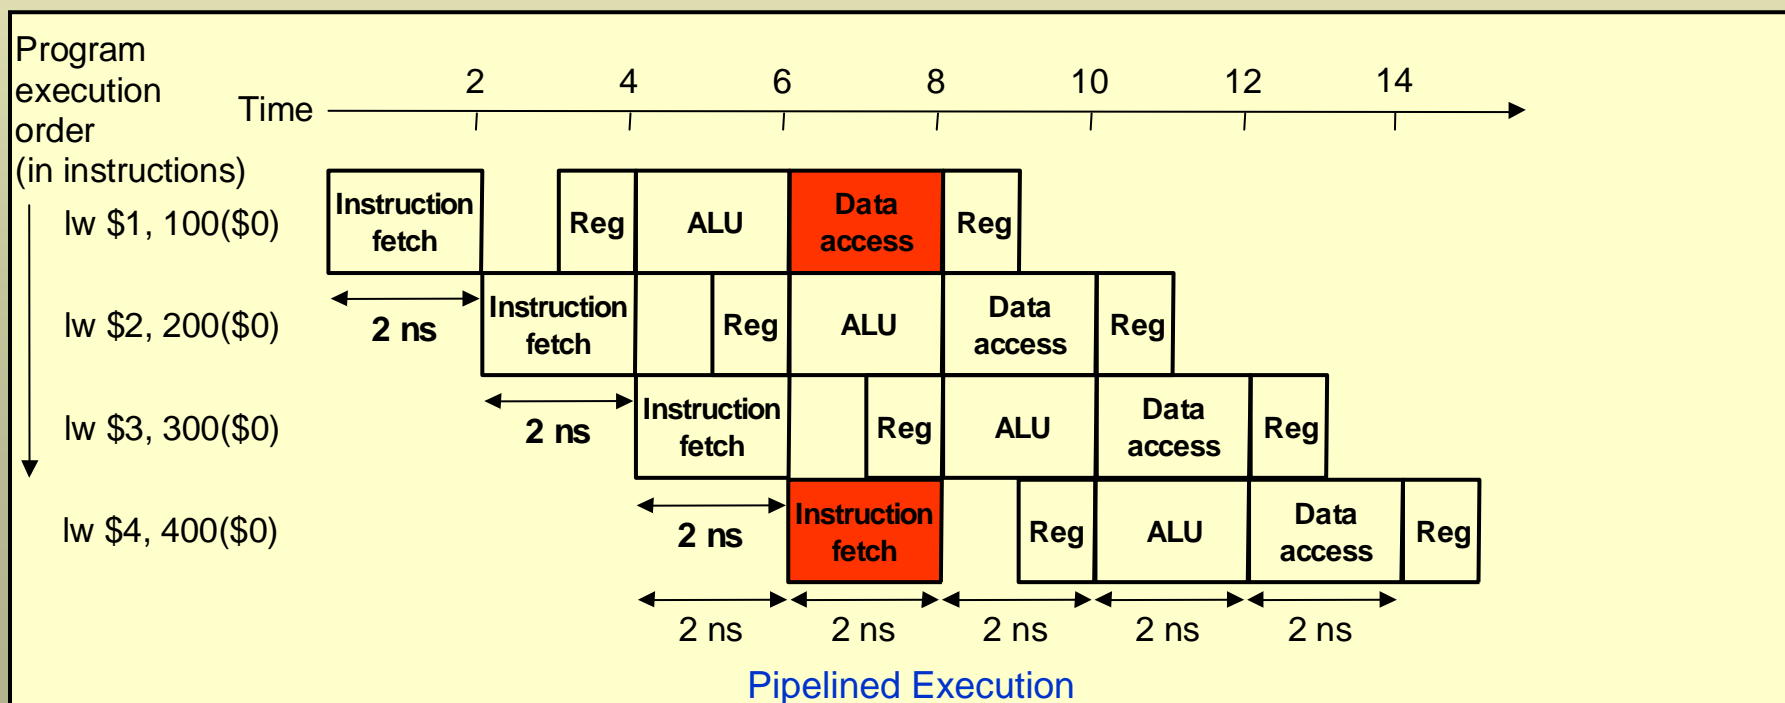 Program
execution
order
(in instructions)
Time
2 4 6 8 10 12 14
lw $1, 100($0)
Instruction
fetch
Reg
ALU
Data
access
Reg
lw $2, 200($0)
2 ns
Instruction
fetch
Reg
ALU
Data
access
Reg
lw $3, 300($0)
2 ns
Instruction
fetch
Reg
ALU
Data
access
Reg
lw $4, 400($0)
2 ns
Instruction
fetch
Reg
ALU
Data
access
Reg
2 ns 2 ns 2 ns 2 ns 2 ns
Pipelined Execution